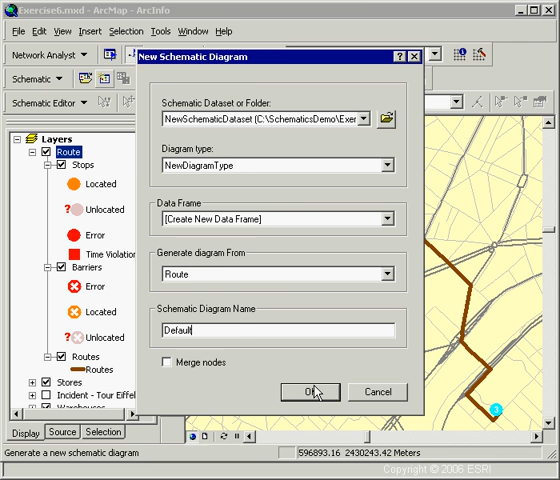 Exercise6.mxd - ArcMap - ArcInfo
File Edit View Insert Selection Tools Window Help
Network Analyst
Schematic
Schematic Editor
Layers
Route
Stops
Located
Unlocated
Error
Time Violation
Barriers
Error
Located
Unlocated
Routes
Routes
Stores
Incident - Tour Eiffel
Display Source Selection
New Schematic Diagram
Schematic Dataset or Folder:
NewSchematicDataset (C:\SchematicsDemo\Exer
Diagram type:
NewDiagramType
Data Frame
[Create New Data Frame]
Generate diagram From
Route
Schematic Diagram Name
Default
Merge nodes
OK Cancel
3
Generate a new schematic diagram
596893.16 2430243.42 Meters
Copyright © 2006 ESRI